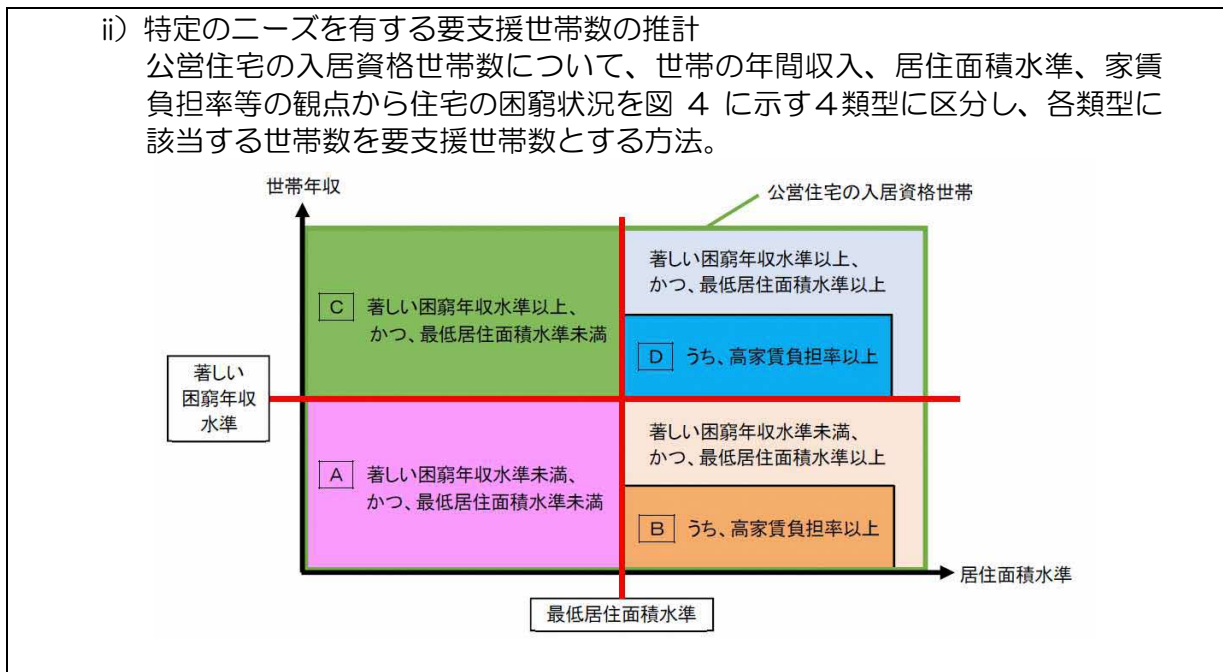 ⅱ）特定のニーズを有する要支援世帯数の推計
公営住宅の入居資格世帯数について、世帯の年間収入、居住面積水準、家賃
負担率等の観点から住宅の困窮状況を図 4 に示す４類型に区分し、各類型に
該当する世帯数を要支援世帯数とする方法。
世帯年収
公営住宅の入居資格世帯
C 著しい困窮年収水準以上、
かつ、最低居住面積水準未満
著しい困窮年収水準以上、
かつ、最低居住面積水準以上
D うち、高家賃負担率以上
著しい
困窮年収
水準
A 著しい困窮年収水準未満、
かつ、最低居住面積水準未満
著しい困窮年収水準未満、
かつ、最低居住面積水準以上
B うち、高家賃負担率以上
居住面積水準
最低居住面積水準